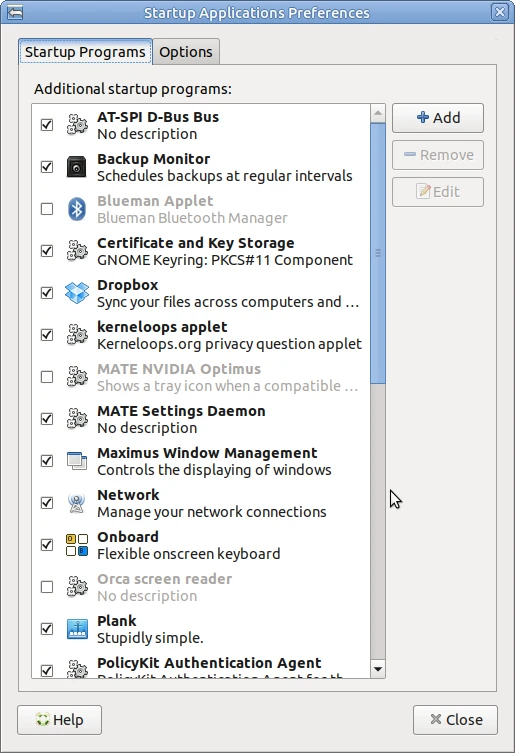 Startup Applications Preferences
Startup Programs
Options
Additional startup programs:
AT-SPI D-Bus Bus
No description
Backup Monitor
Schedules backups at regular intervals
Blueman Applet
Blueman Bluetooth Manager
Certificate and Key Storage
GNOME Keyring: PKCS#11 Component
Dropbox
Sync your files across computers and …
kerneloops applet
Kerneloops.org privacy question applet
MATE NVIDIA Optimus
Shows a tray icon when a compatible …
MATE Settings Daemon
No description
Maximus Window Management
Controls the displaying of windows
Network
Manage your network connections
Onboard
Flexible onscreen keyboard
Orca screen reader
No description
Plank
Stupidly simple.
PolicyKit Authentication Agent
PolicyKit Authentication Agent for th
Add
Remove
Edit
Help
Close